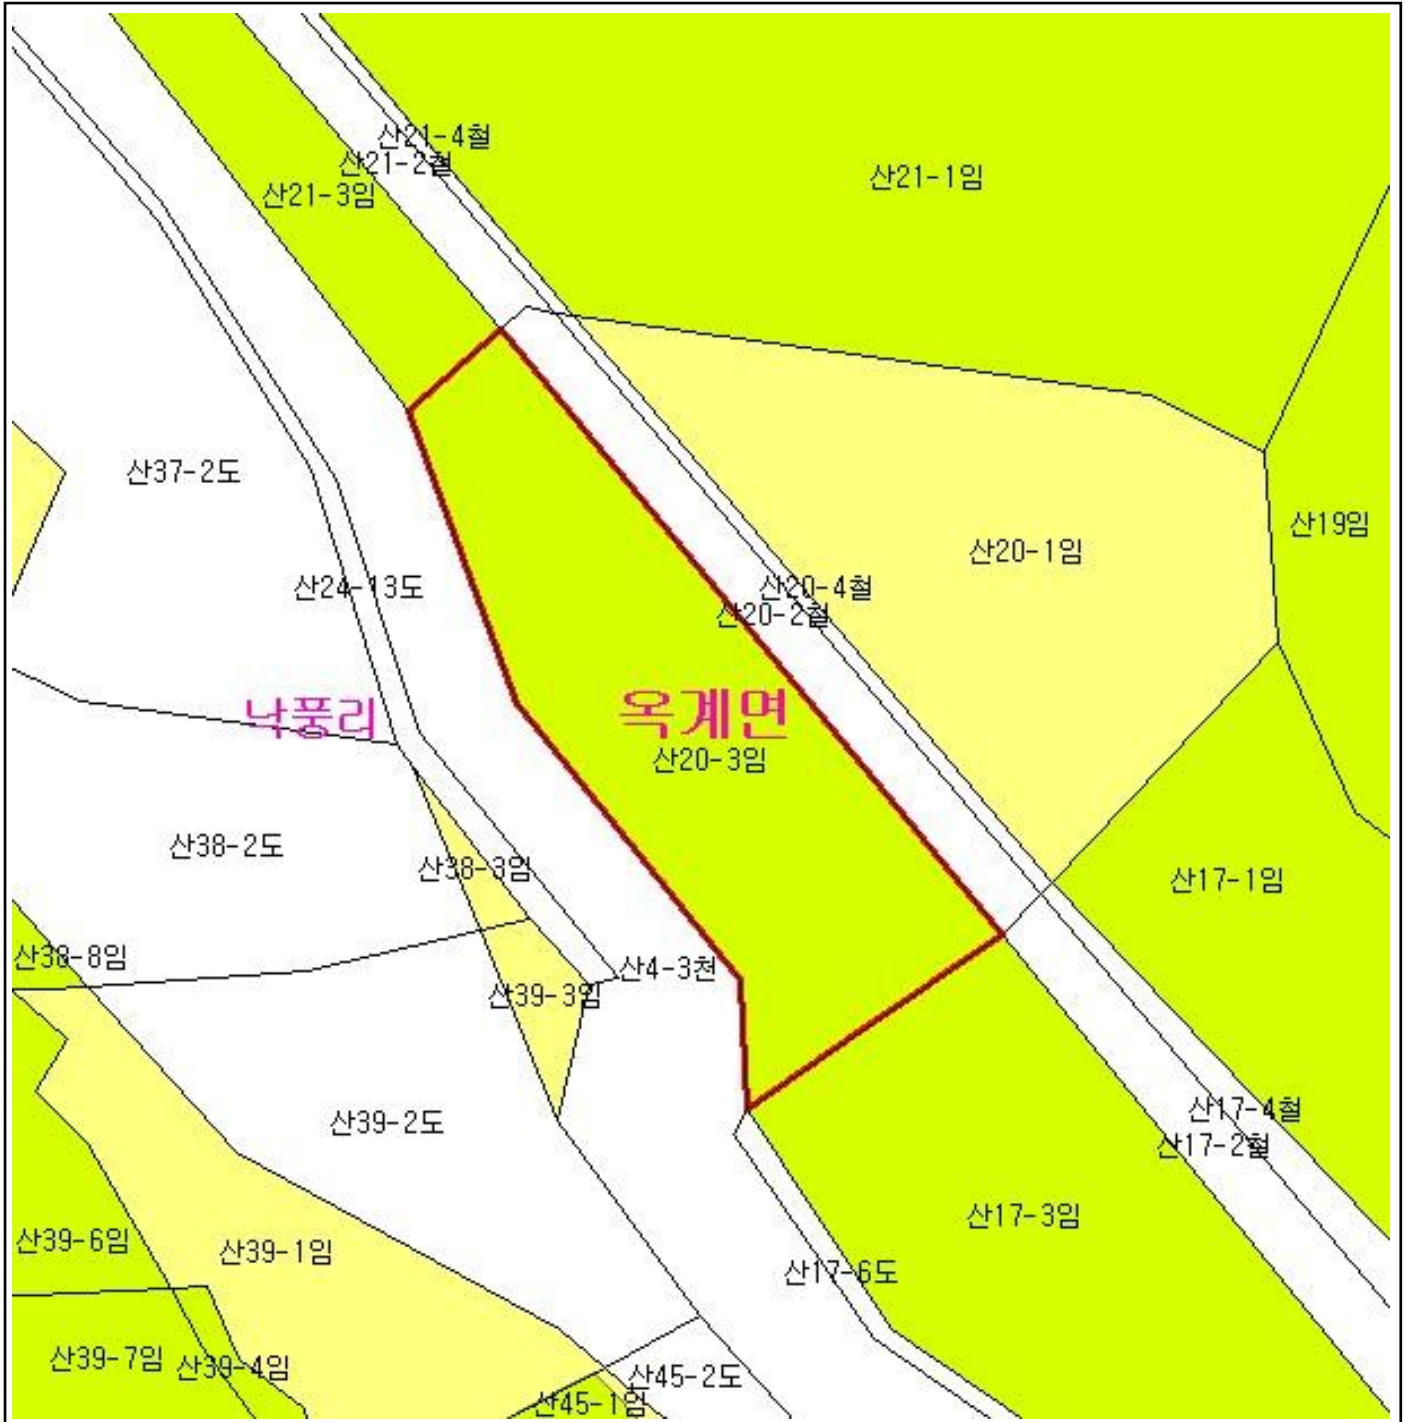 산21-4철
산21-2철
산21-1임
산21-3임
산37-2도
산19임
산20-1임
산24-13도
산20-4철
산20-2철
낙풍리
옥계면
산20-3임
산38-2도
산38-3임
산17-1임
산38-8임
산4-3천
산39-3임
산17-4철
산39-2도
산17-2철
산17-3임
산39-6임
산39-1임
산17-6도
산39-7임
산39-4임
산45-2도
산45-1임